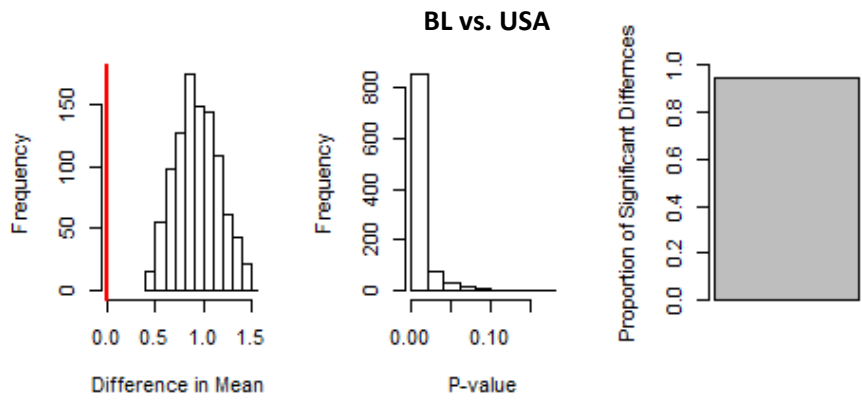 BL vs. USA
Frequency
0
50
100
150
0.0 0.5 1.0 1.5
Difference in Mean
Frequency
0
200
400
600
800
0.00 0.10
P-value
Proportion of Significant Differnces
0.0
0.2
0.4
0.6
0.8
1.0